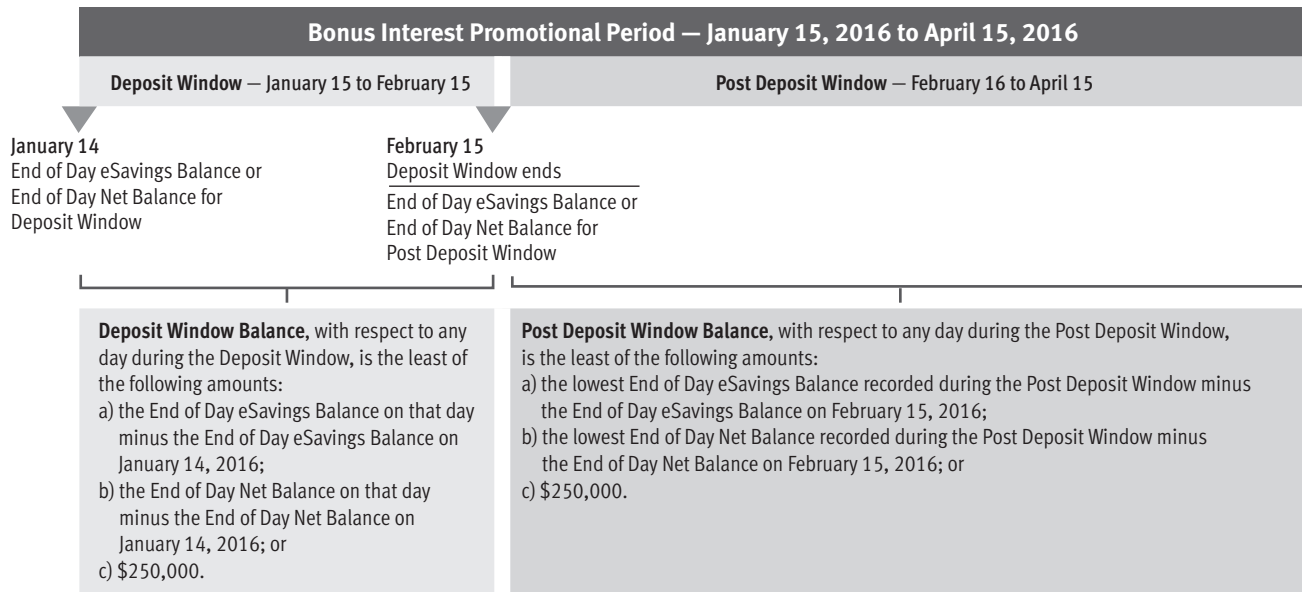 Bonus Interest Promotional Period — January 15, 2016 to April 15, 2016
Deposit Window — January 15 to February 15
Post Deposit Window — February 16 to April 15
January 14
End of Day eSavings Balance or
End of Day Net Balance for
Deposit Window
February 15
Deposit Window ends
End of Day eSavings Balance or
End of Day Net Balance for
Post Deposit Window
Deposit Window Balance, with respect to any
day during the Deposit Window, is the least of
the following amounts:
a) the End of Day eSavings Balance on that day
minus the End of Day eSavings Balance on
January 14, 2016;
b) the End of Day Net Balance on that day
minus the End of Day Net Balance on
January 14, 2016; or
c) $250,000.
Post Deposit Window Balance, with respect to any day during the Post Deposit Window,
is the least of the following amounts:
a) the lowest End of Day eSavings Balance recorded during the Post Deposit Window minus
the End of Day eSavings Balance on February 15, 2016;
b) the lowest End of Day Net Balance recorded during the Post Deposit Window minus
the End of Day Net Balance on February 15, 2016; or
c) $250,000.